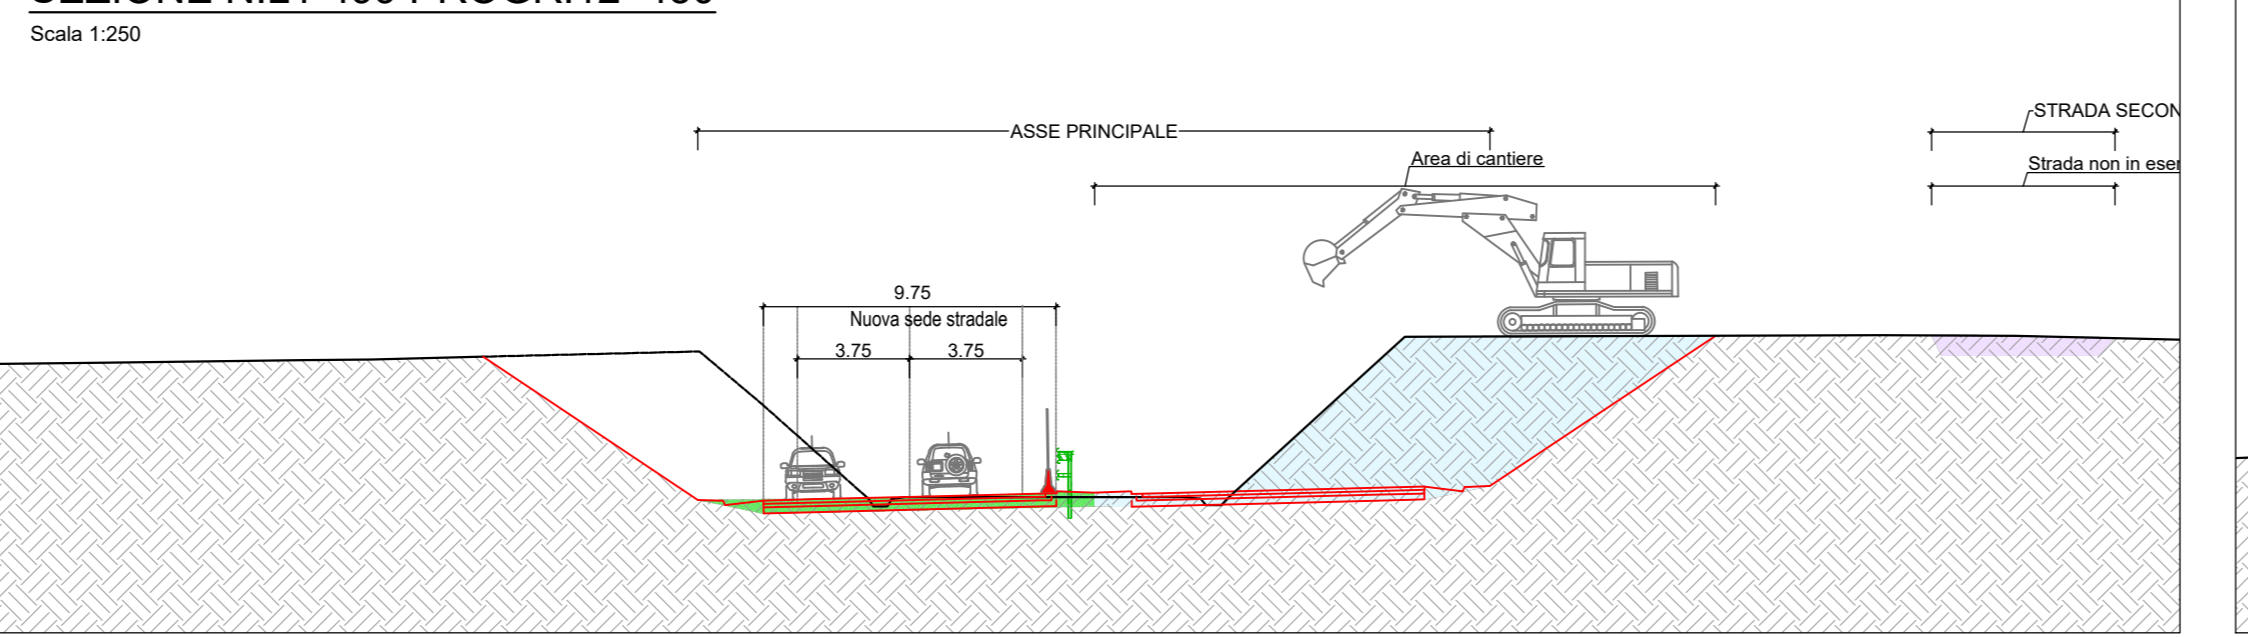 Scala 1:250
STRADA SECON
ASSE PRINCIPALE
Area di cantiere
Strada non in eser
9.75
Nuova sede stradale
3.75
3.75